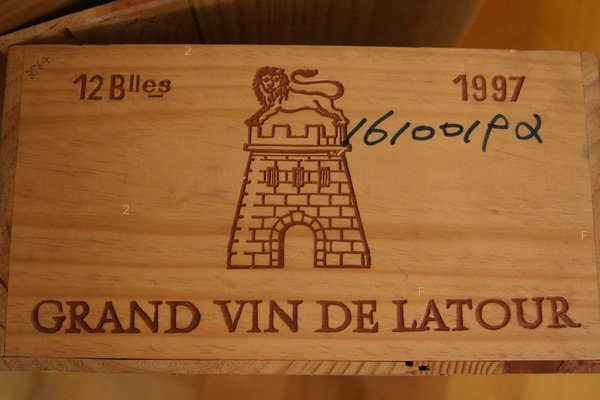 12 Blles 1997
161001P2
GRAND VIN DE LATOUR